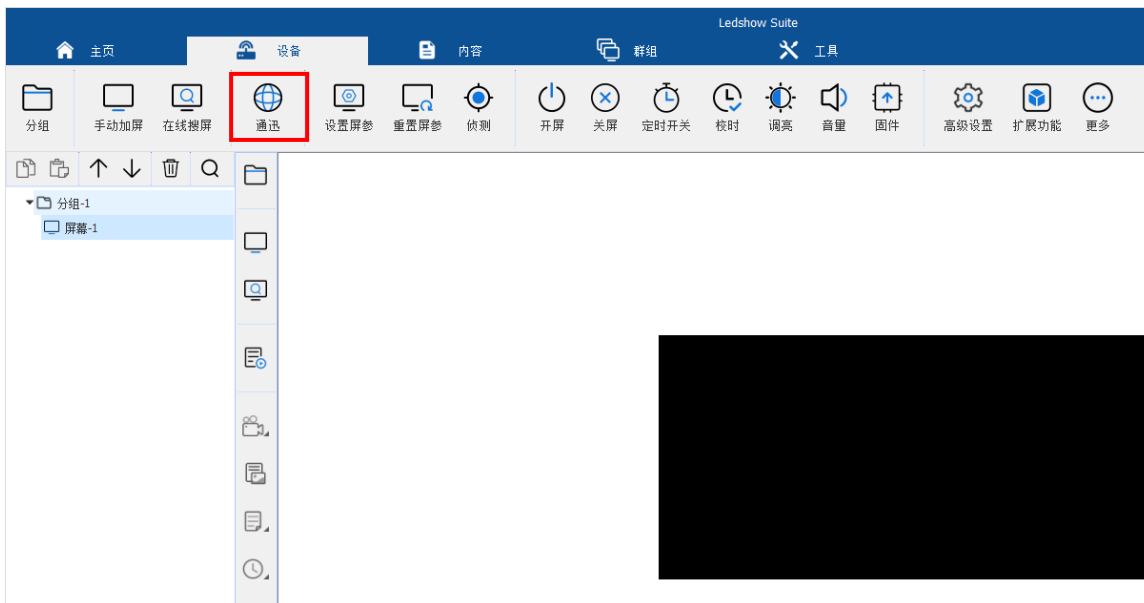 Ledshow Suite
主页 设备 内容 群组 工具
分组 手动加屏 在线搜屏 通迅 设置屏参 重置屏参 侦测 开屏 关屏 定时开关 校时 调亮 音量 固件 高级设置 扩展功能 更多
分组-1
屏幕-1